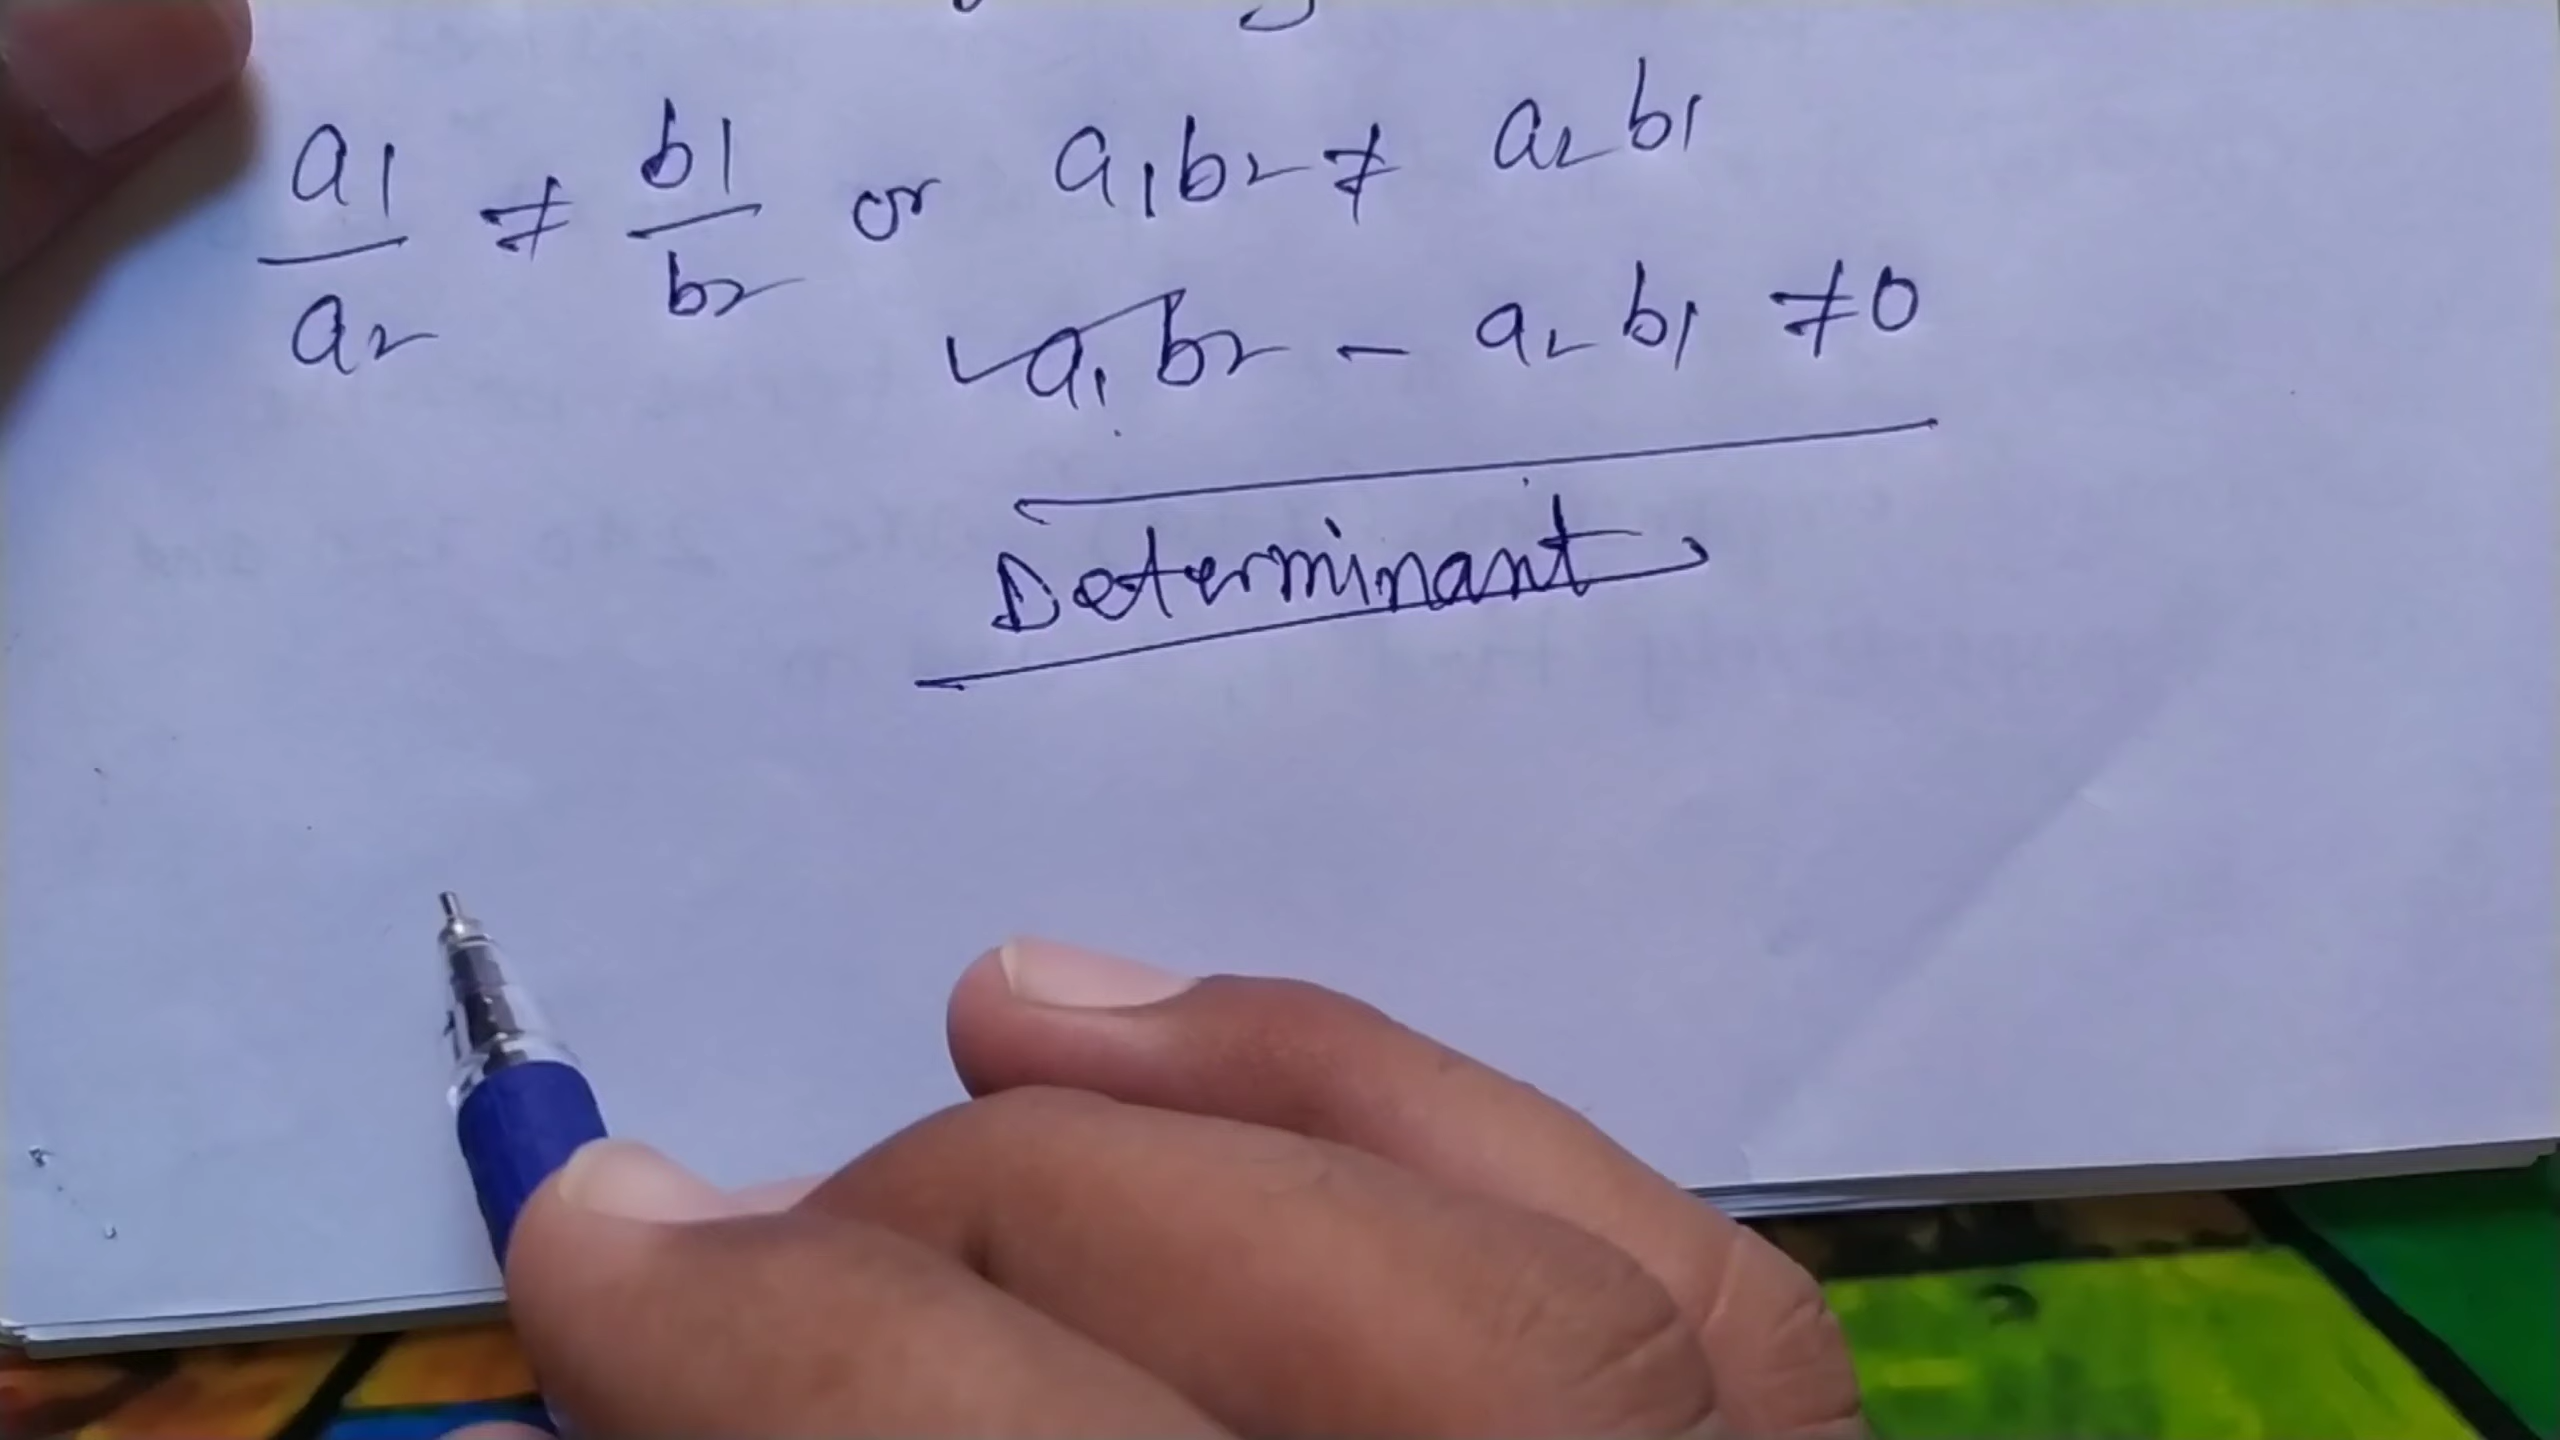 a1/a2 ≠ b1/b2 or a1b2 ≠ a2b1
a1b2 - a2b1 ≠ 0
Determinant